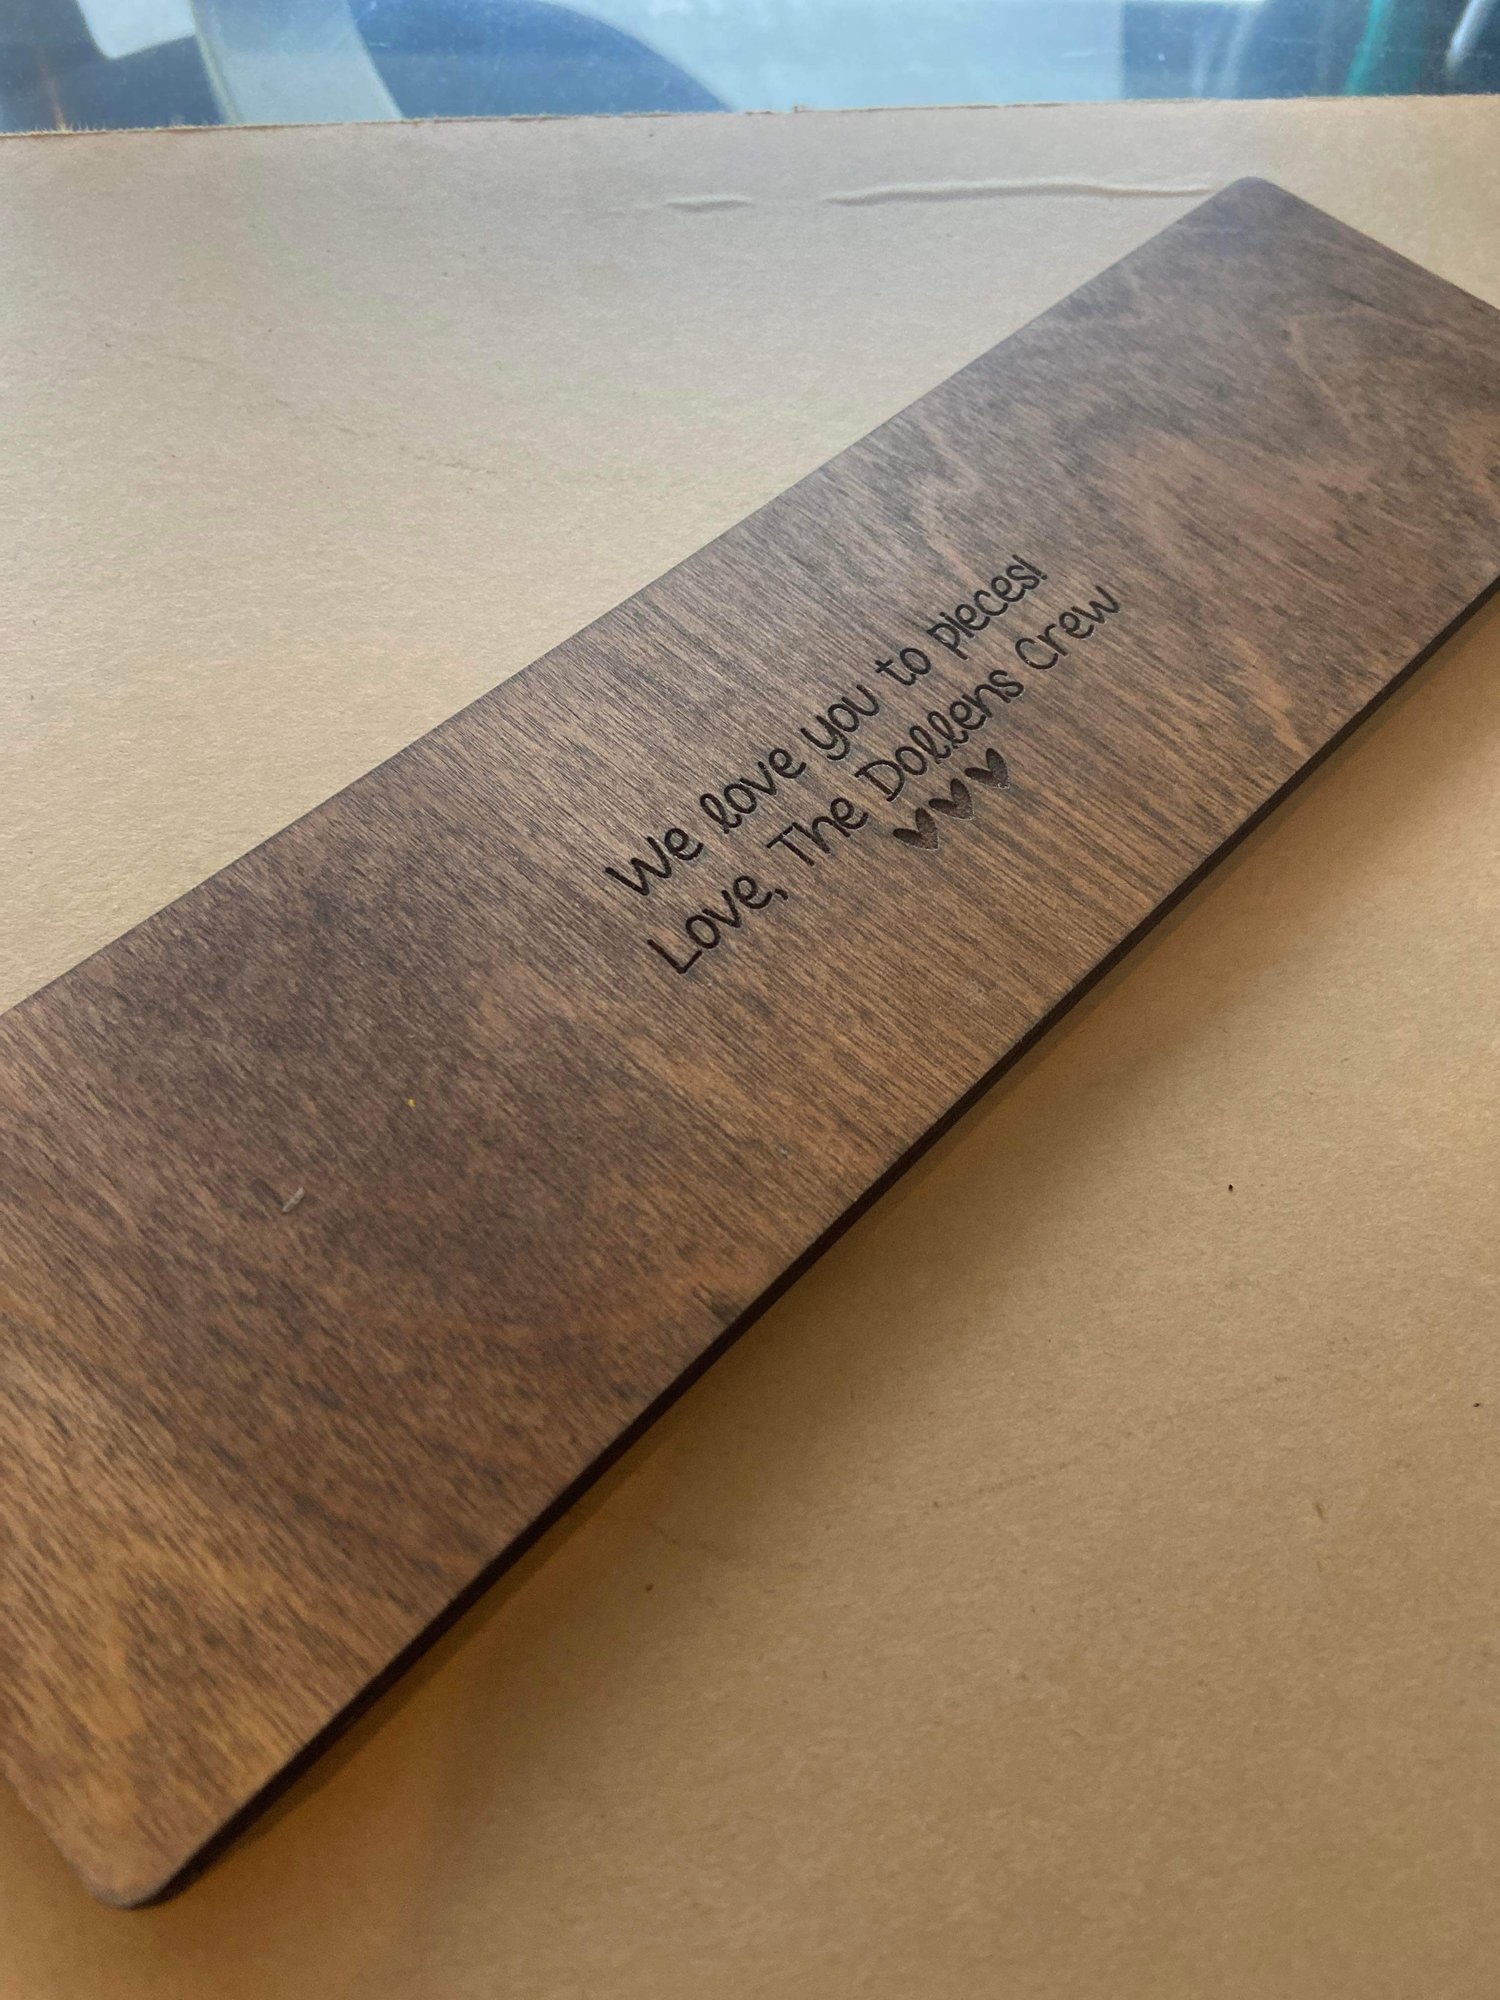 We love you to pieces!
Love, The Dollens Crew
♥♥♥